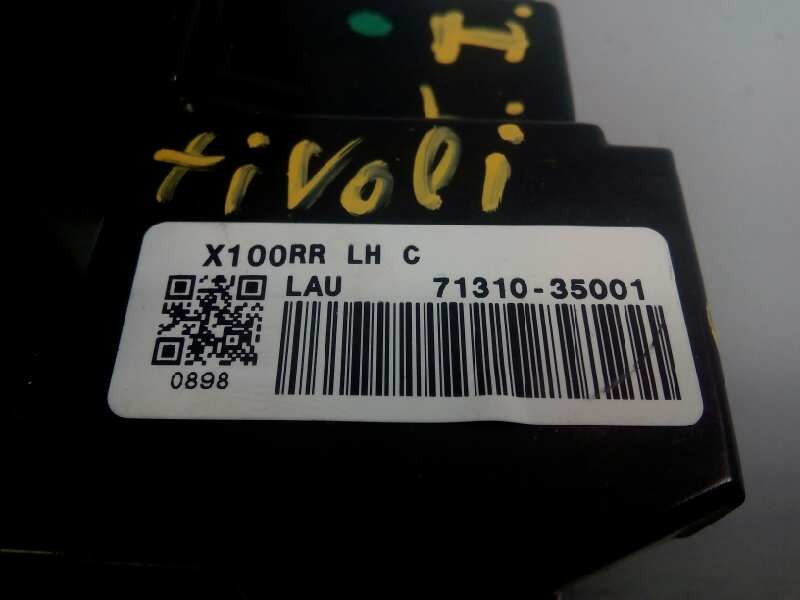 T.I.
tivoli
X100RR LH C
LAU 71310-35001
0898